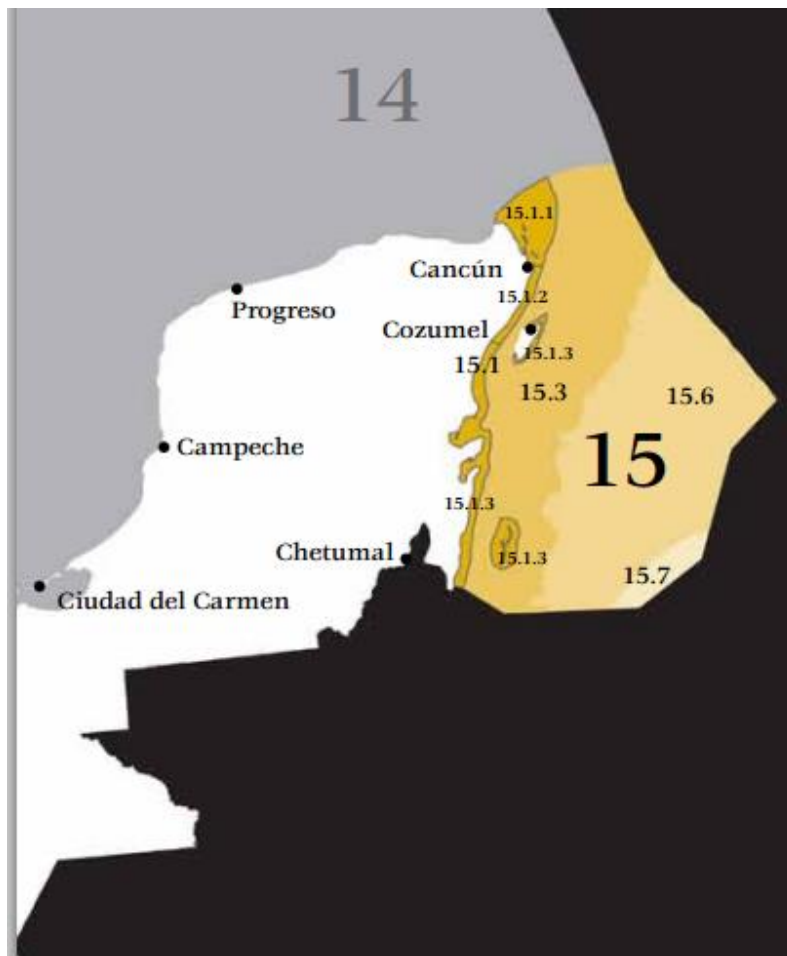 14
15.1.1
Cancún
15.1.2
Progreso
Cozumel
15.1.3
15.1
15.3
15.6
15
Campeche
15.1.3
Chetumal
15.1.3
15.7
Ciudad del Carmen